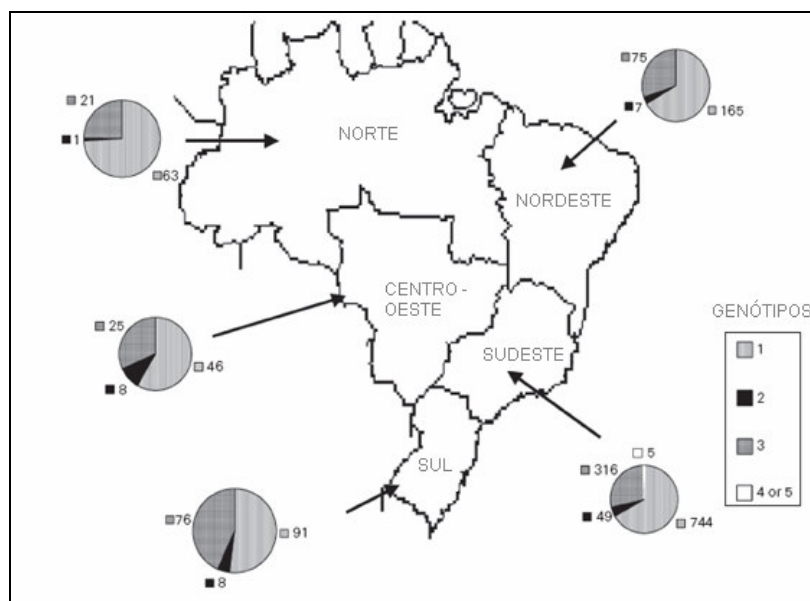 21
1
63
NORTE
75
7
165
NORDESTE
CENTRO -
OESTE
25
46
8
SUDESTE
GENÓTIPOS
1
2
3
4 or 5
SUL
5
316
49
744
76
91
8